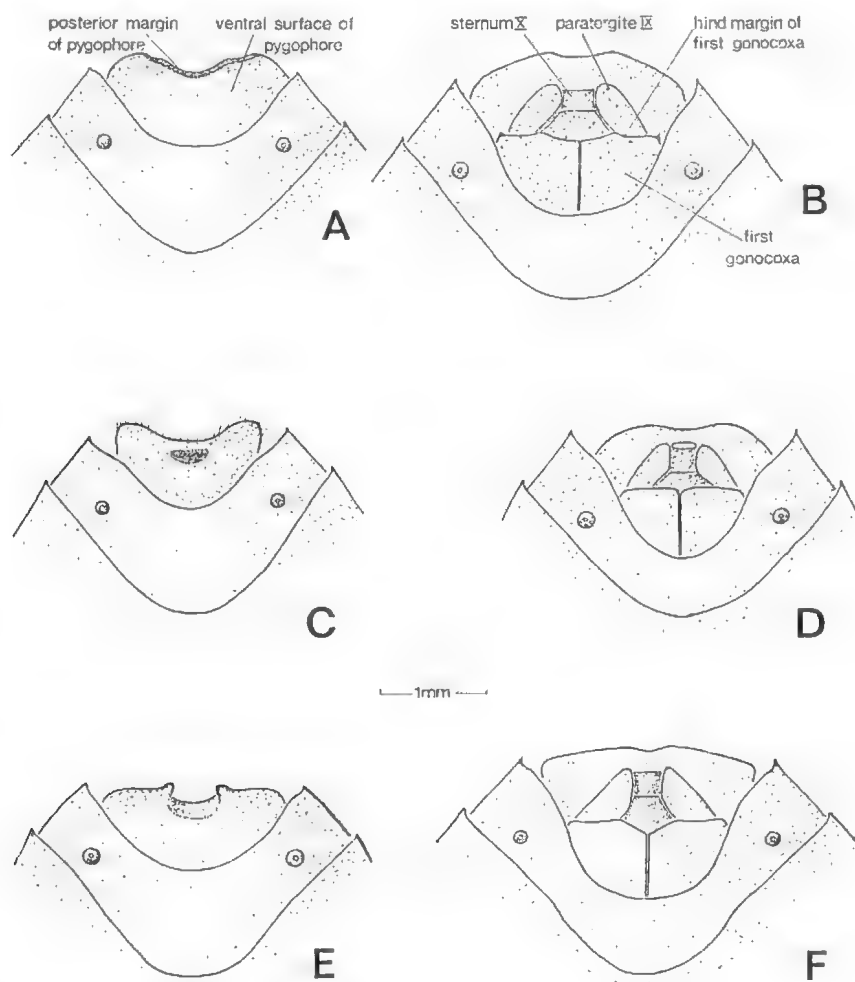 posterior margin
of pygophore
ventral surface of
pygophore
sternum X
paratergite IX
hind margin of
first gonocoxa
A
B
first
gonocoxa
C
D
1mm
E
F